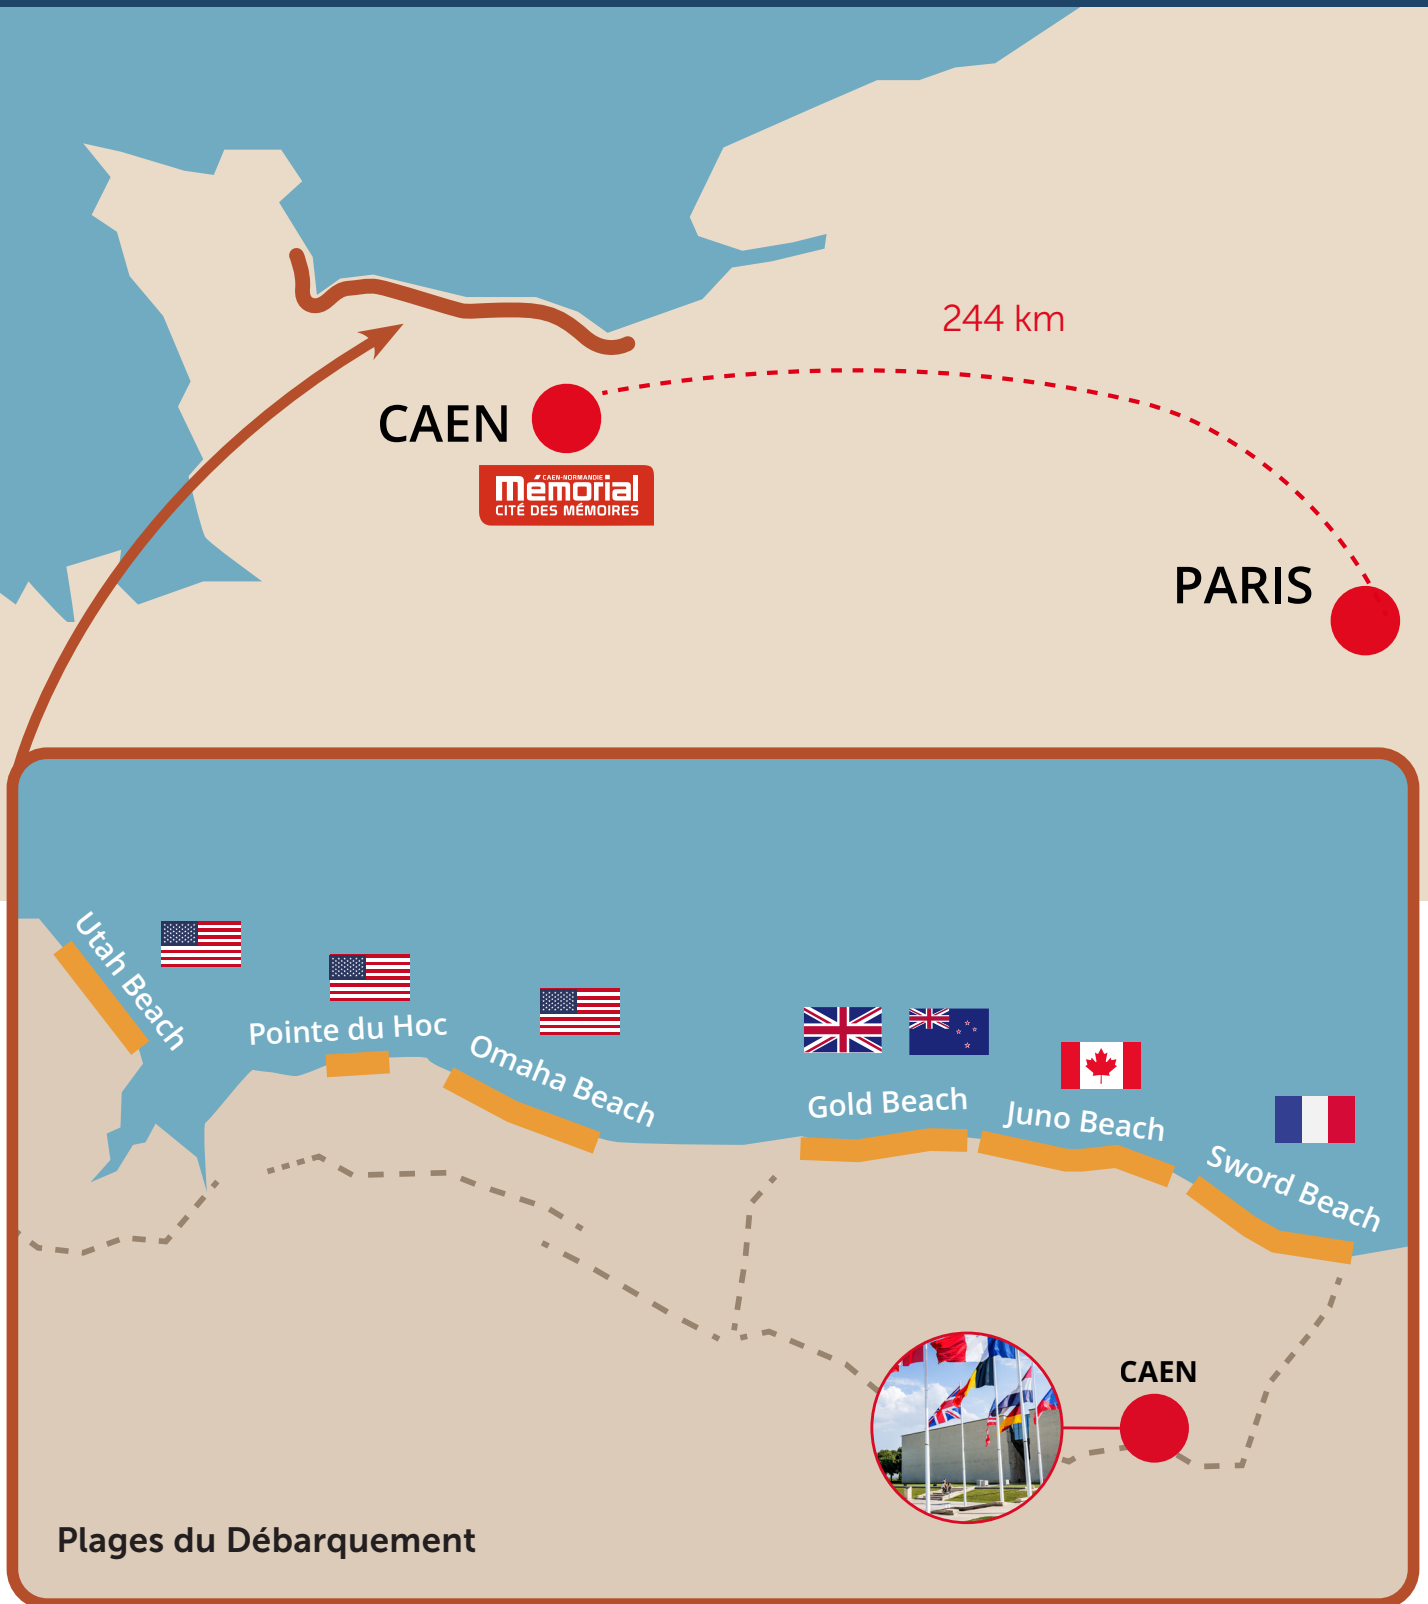 244 km
CAEN
CAEN-NORMANDIE
Mémorial
CITÉ DES MÉMOIRES
PARIS
Utah Beach
Pointe du Hoc
Omaha Beach
Gold Beach
Juno Beach
Sword Beach
CAEN
Plages du Débarquement